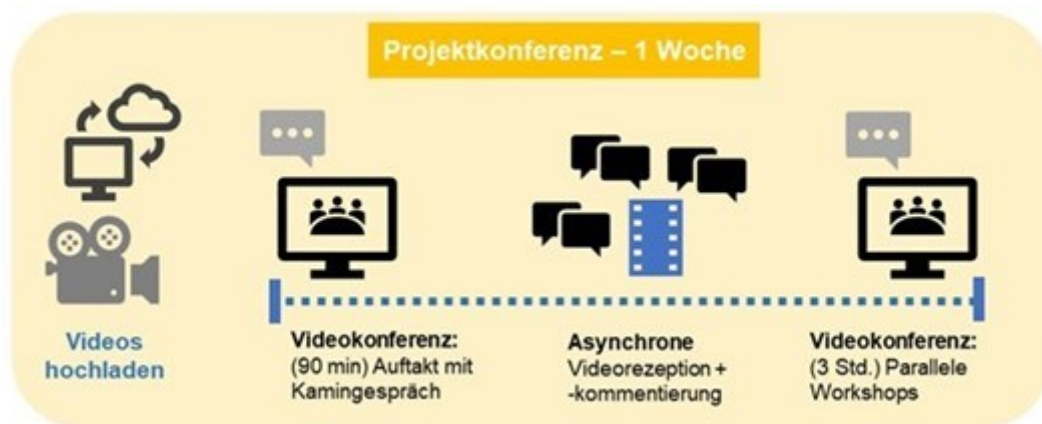 Projektkonferenz – 1 Woche
Videos
hochladen
Videokonferenz:
(90 min) Auftakt mit
Kamingespräch
Asynchrone
Videorezeption +
-kommentierung
Videokonferenz:
(3 Std.) Parallele
Workshops